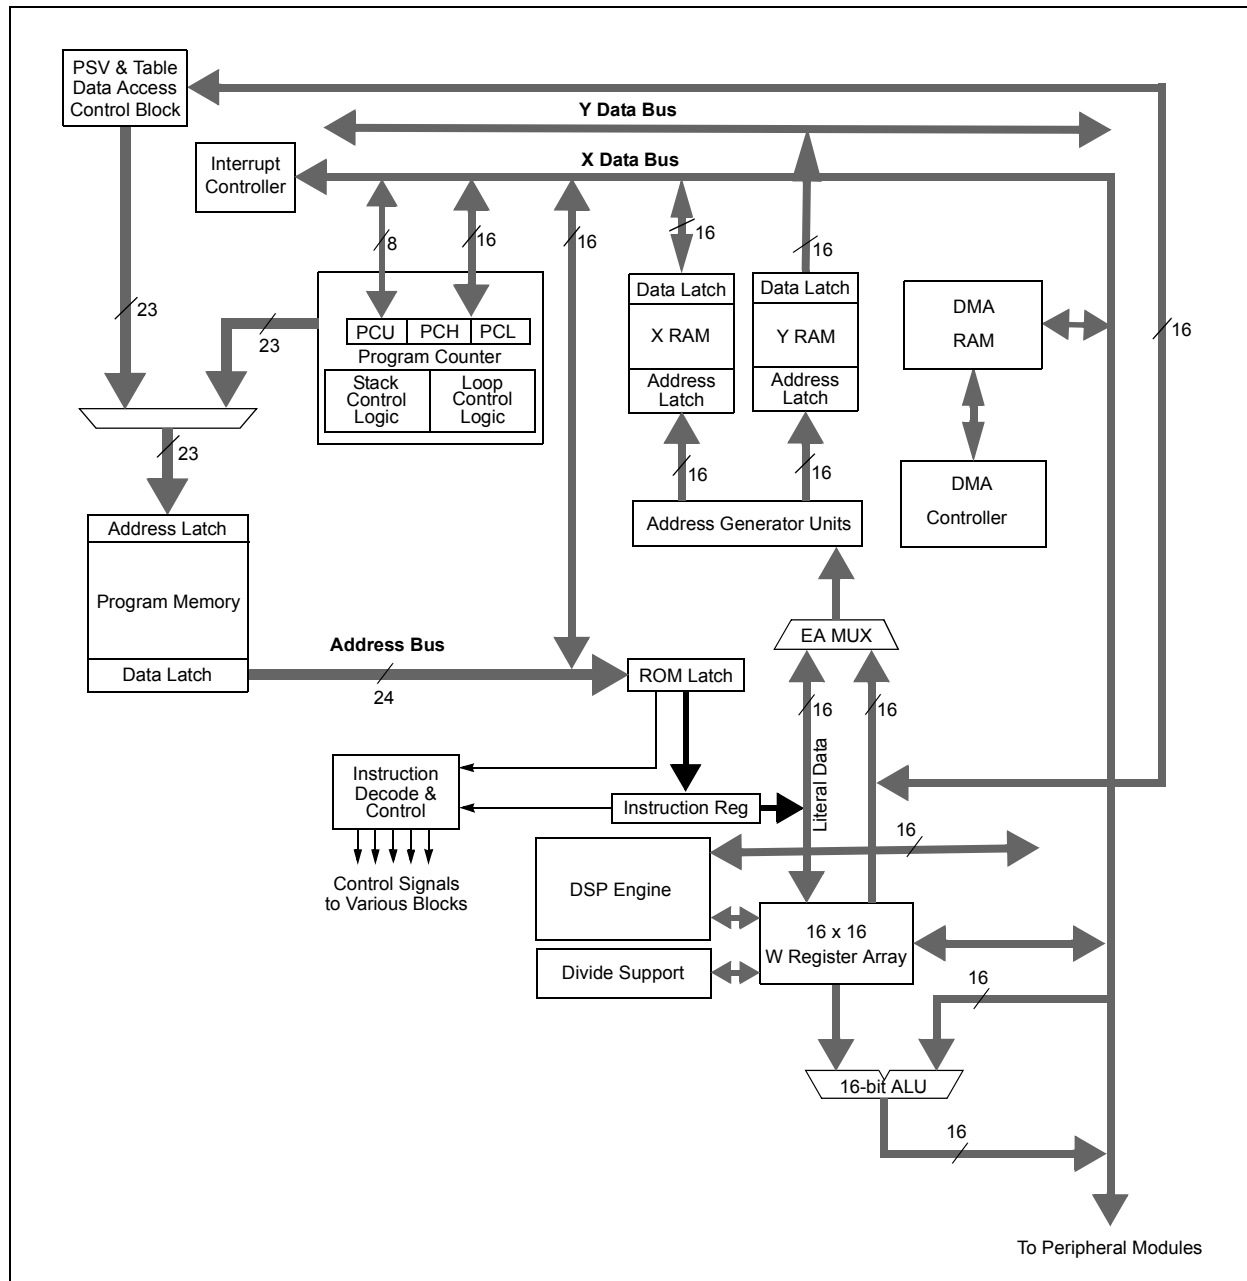 PSV & Table
Data Access
Control Block
Y Data Bus
Interrupt
Controller
X Data Bus
8
16
16
16
16
23
23
16
PCU
PCH
PCL
Program Counter
Stack
Control
Logic
Loop
Control
Logic
Data Latch
X RAM
Address
Latch
Data Latch
Y RAM
Address
Latch
DMA
RAM
23
16
16
DMA
Controller
Address Generator Units
Address Latch
Program Memory
Data Latch
Address Bus
24
EA MUX
ROM Latch
16
16
Literal Data
Instruction
Decode &
Control
Instruction Reg
Control Signals
to Various Blocks
16
DSP Engine
16 x 16
W Register Array
Divide Support
16
16-bit ALU
16
To Peripheral Modules